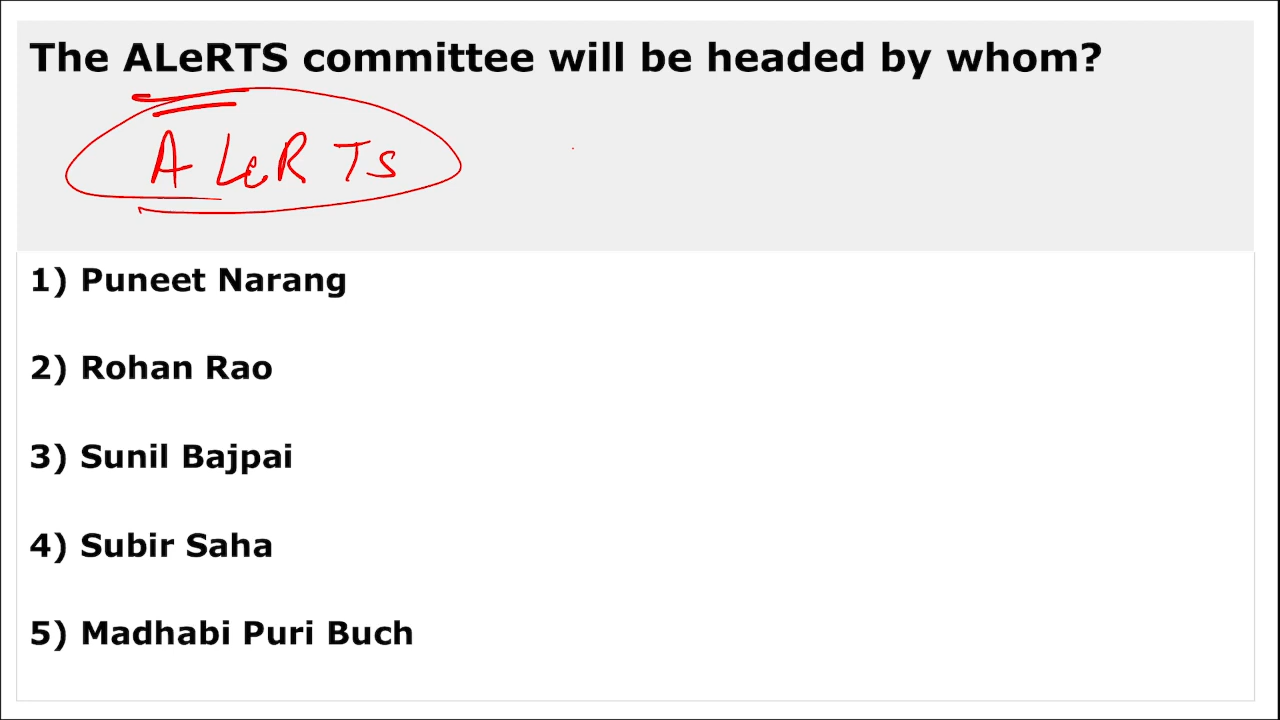 The ALeRTS committee will be headed by whom?
ALeRTS
1) Puneet Narang
2) Rohan Rao
3) Sunil Bajpai
4) Subir Saha
5) Madhabi Puri Buch